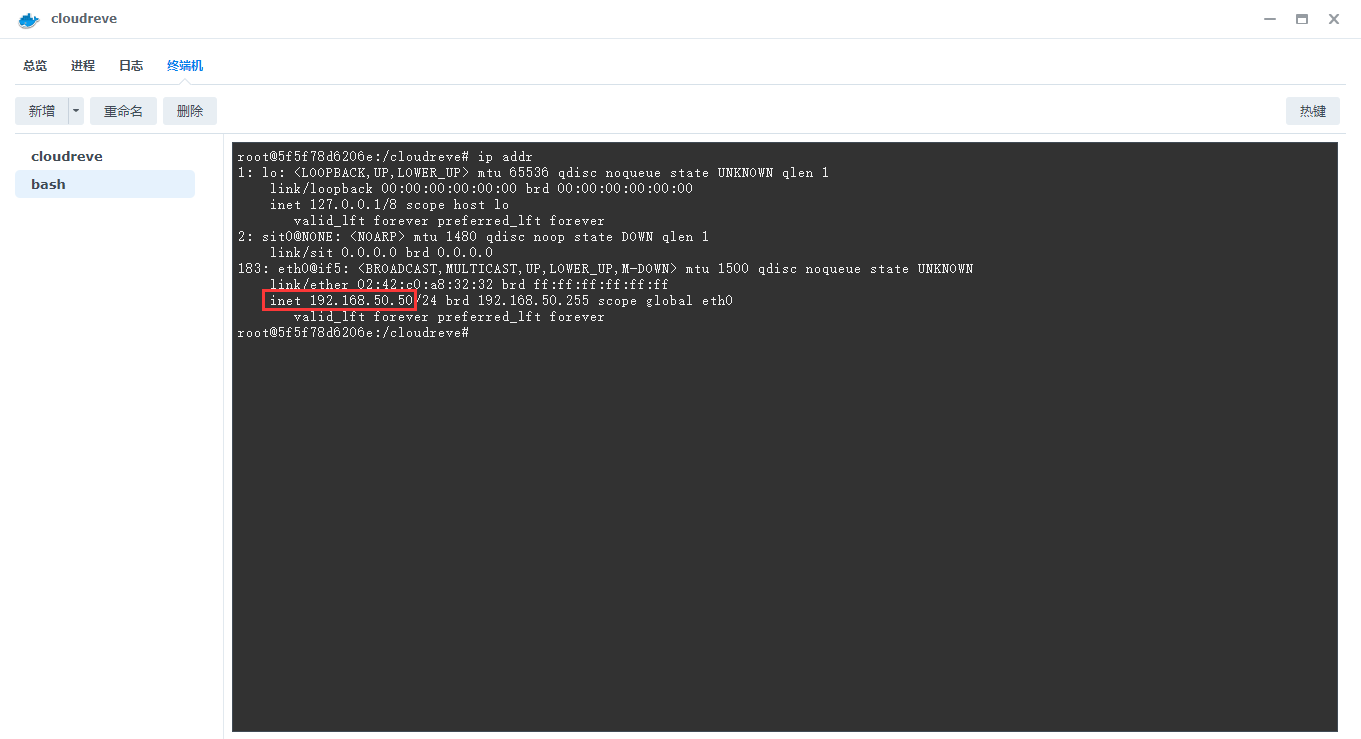 cloudreve
总览 进程 日志 终端机
新增 重命名 删除 热键
cloudreve
bash
root@5f5f78d6206e:/cloudreve# ip addr
1: lo: <LOOPBACK,UP,LOWER_UP> mtu 65536 qdisc noqueue state UNKNOWN qlen 1
link/loopback 00:00:00:00:00:00 brd 00:00:00:00:00:00
inet 127.0.0.1/8 scope host lo
valid_lft forever preferred_lft forever
2: sit0@NONE: <NOARP> mtu 1480 qdisc noop state DOWN qlen 1
link/sit 0.0.0.0 brd 0.0.0.0
183: eth0@if5: <BROADCAST,MULTICAST,UP,LOWER_UP,M-DOWN> mtu 1500 qdisc noqueue state UNKNOWN
link/ether 02:42:c0:a8:32:32 brd ff:ff:ff:ff:ff:ff
inet 192.168.50.50/24 brd 192.168.50.255 scope global eth0
valid_lft forever preferred_lft forever
root@5f5f78d6206e:/cloudreve#